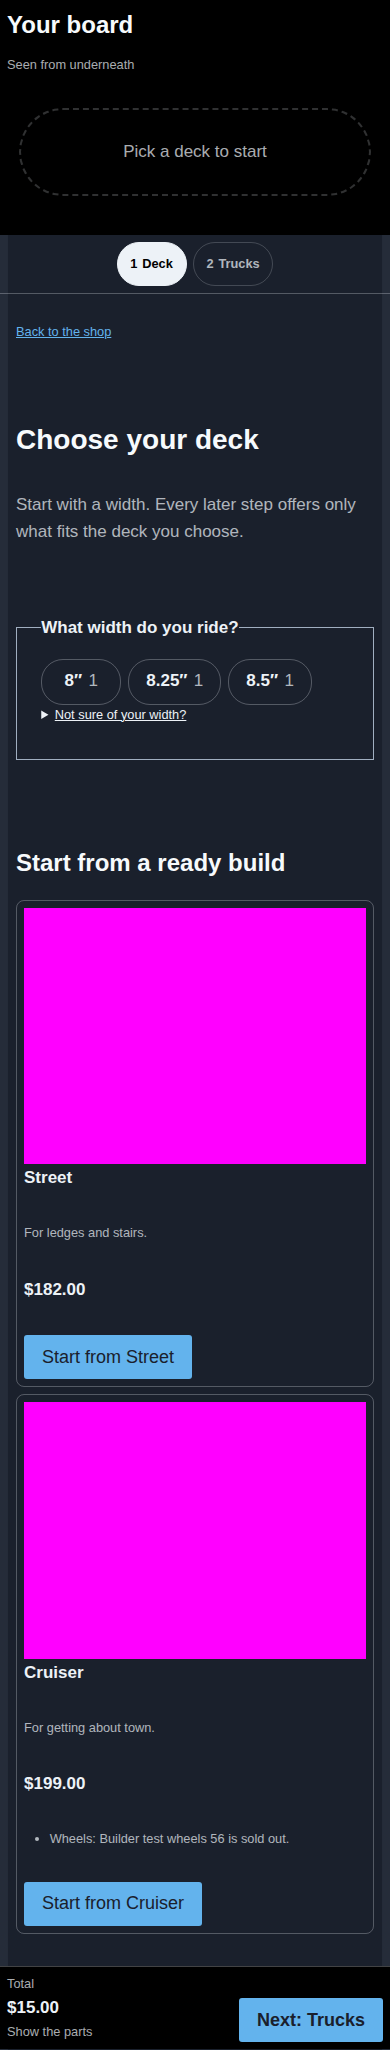 Your board
Seen from underneath
Pick a deck to start
1 Deck 2 Trucks
Back to the shop
Choose your deck
Start with a width. Every later step offers only
what fits the deck you choose.
What width do you ride?
8″ 1 8.25″ 1 8.5″ 1
Not sure of your width?
Start from a ready build
Street
For ledges and stairs.
$182.00
Start from Street
Cruiser
For getting about town.
$199.00
Wheels: Builder test wheels 56 is sold out.
Start from Cruiser
Total
$15.00
Show the parts
Next: Trucks